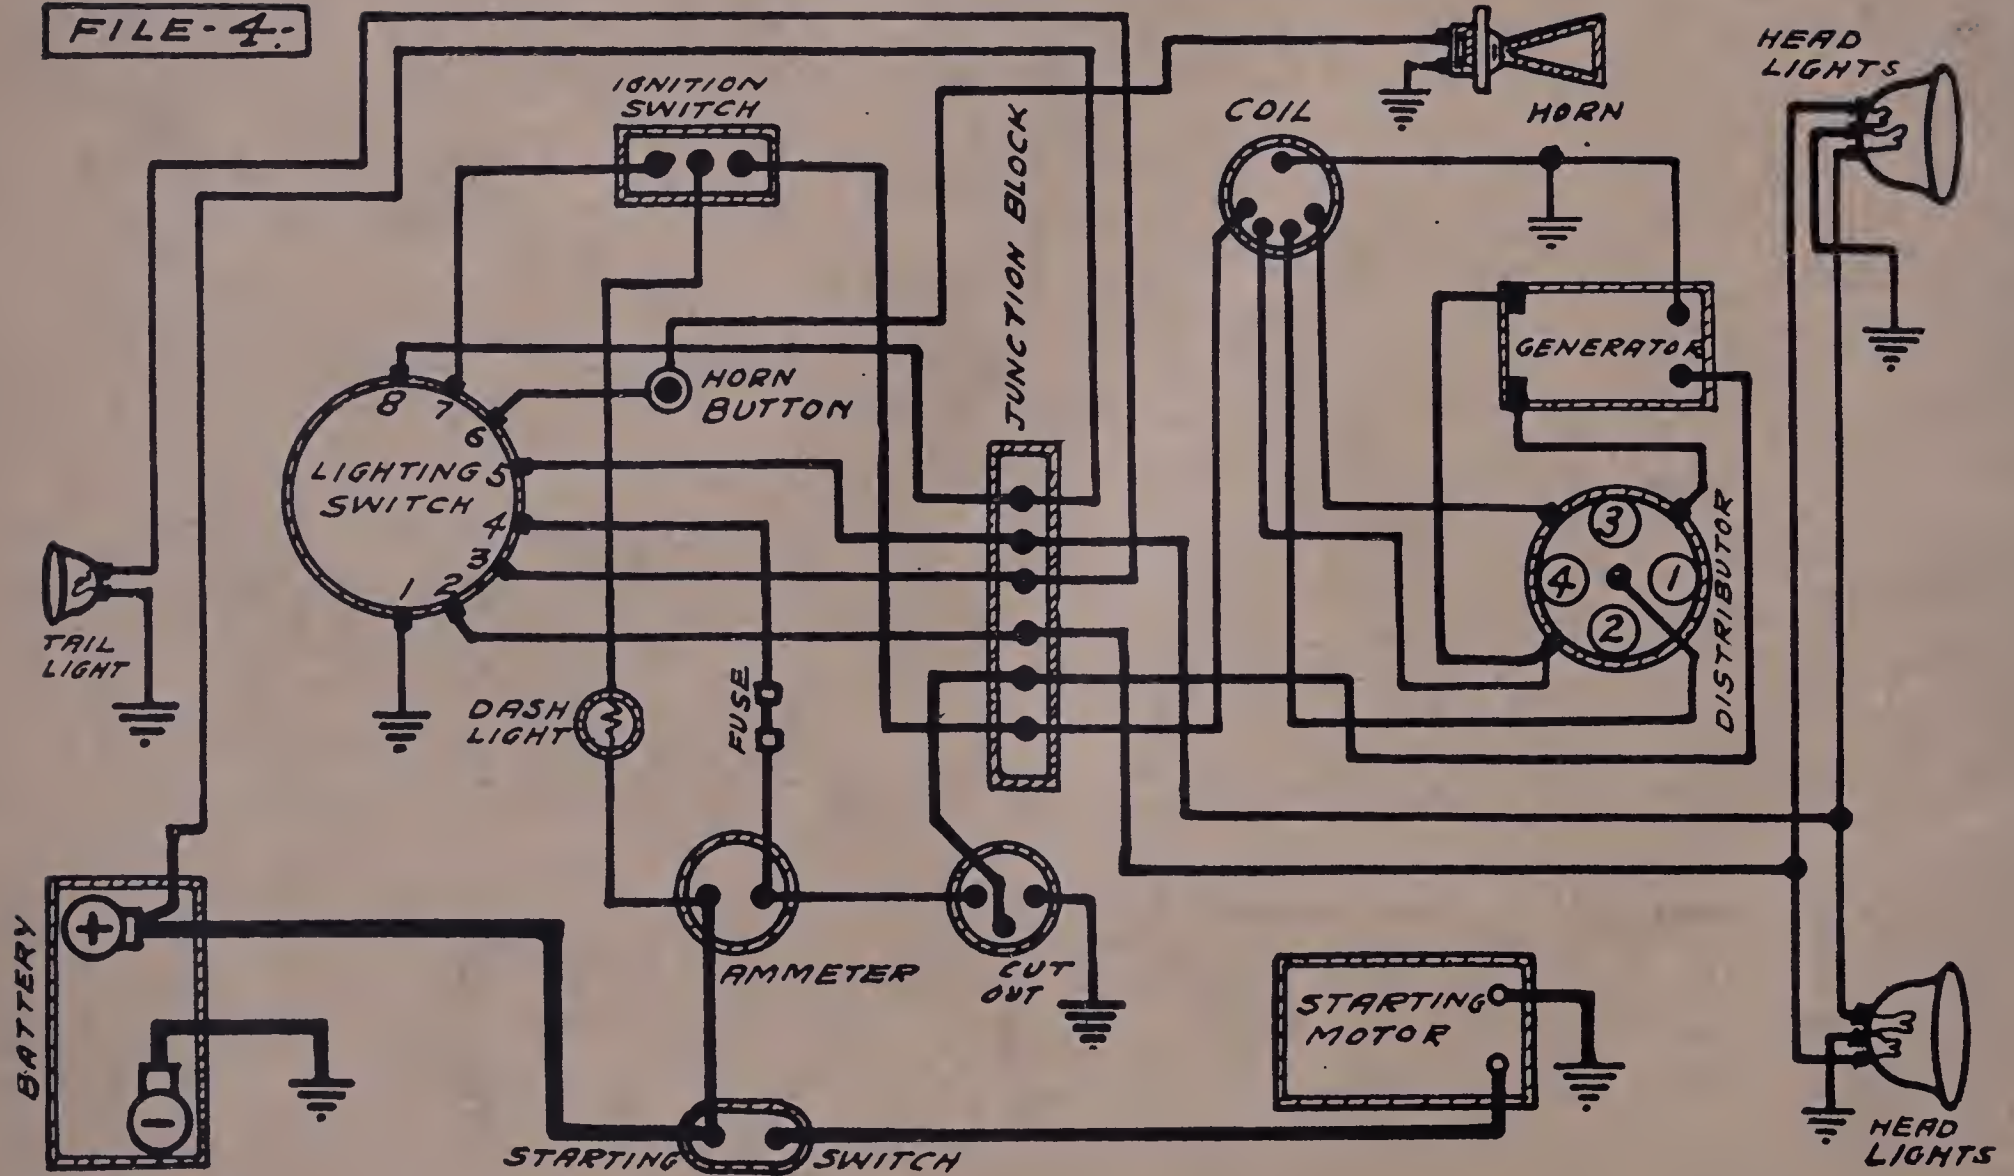 FILE-4.
HEAD
LIGHTS
IGNITION
SWITCH
COIL
HORN
JUNCTION BLOCK
GENERATOR
HORN
BUTTON
8
7
6
LIGHTING 5
SWITCH
4
3
2
1
DISTRIBUTOR
3
4
1
2
TAIL
LIGHT
DASH
LIGHT
FUSE
BATTERY
+
-
AMMETER
CUT
OUT
STARTING
MOTOR
STARTING SWITCH
HEAD
LIGHTS